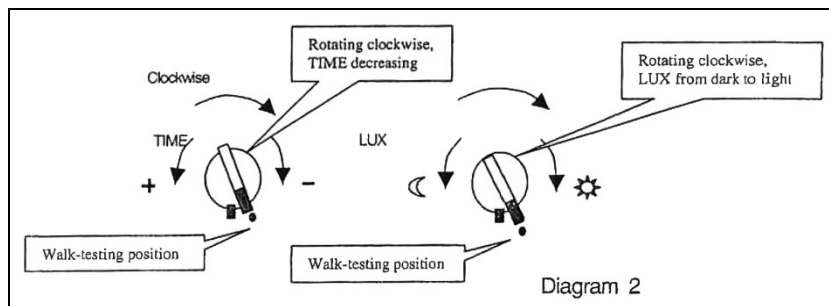 Rotating clockwise,
TIME decreasing
Clockwise
Rotating clockwise,
LUX from dark to light
TIME
LUX
+
-
Walk-testing position
Walk-testing position
Diagram 2